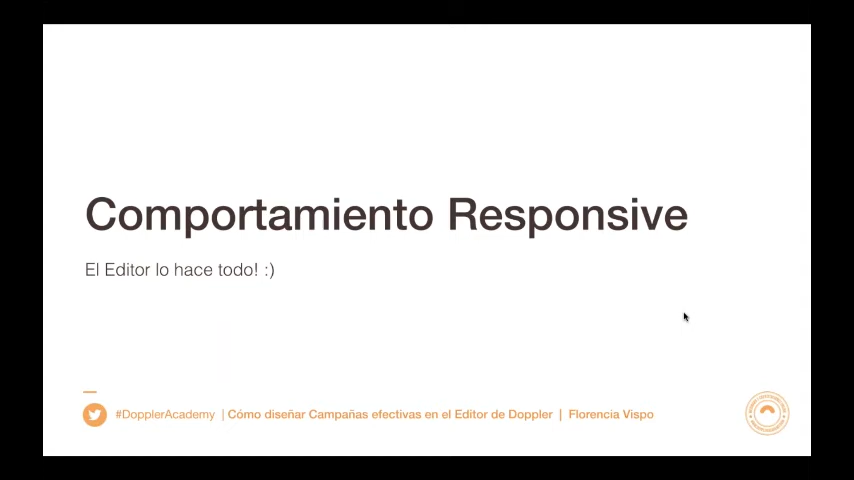 Comportamiento Responsive
El Editor lo hace todo! :)
#DopplerAcademy | Cómo diseñar Campañas efectivas en el Editor de Doppler | Florencia Vispo